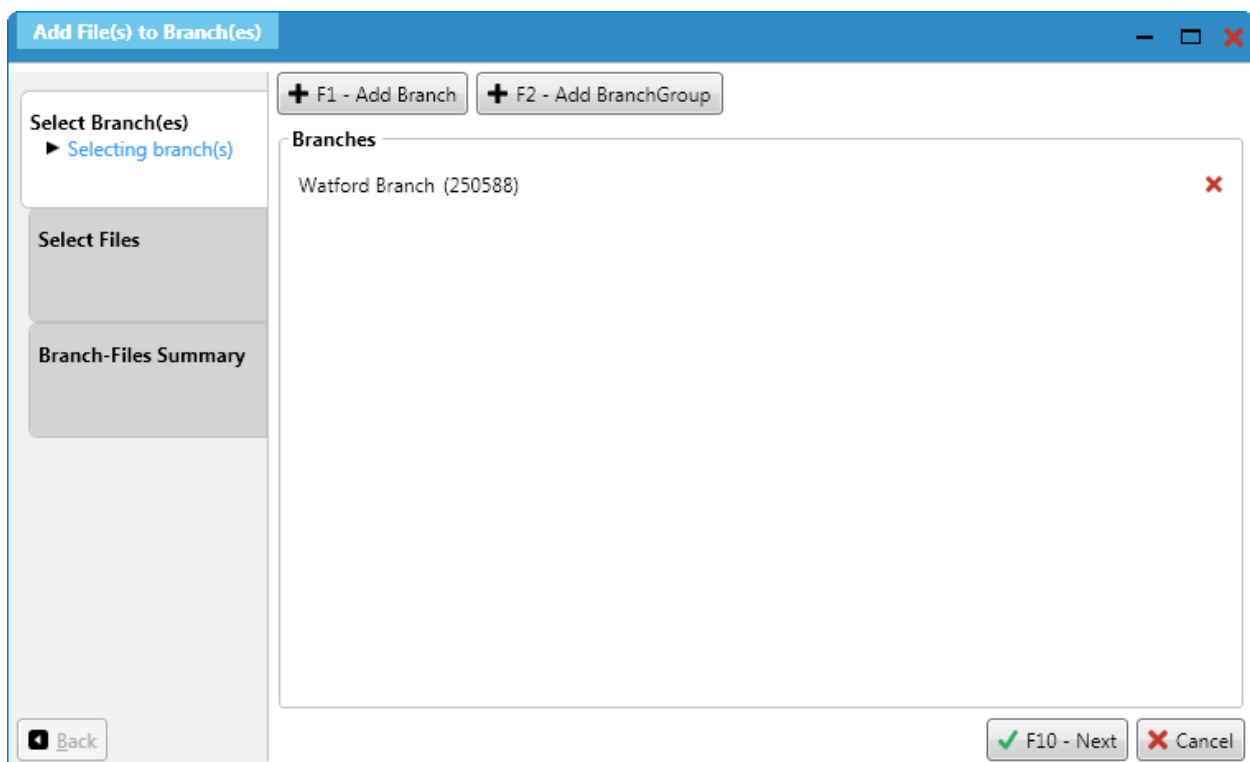 Add File(s) to Branch(es)
F1 - Add Branch
F2 - Add BranchGroup
Select Branch(es)
Selecting branch(s)
Select Files
Branch-Files Summary
Branches
Watford Branch (250588)
Back
F10 - Next
Cancel